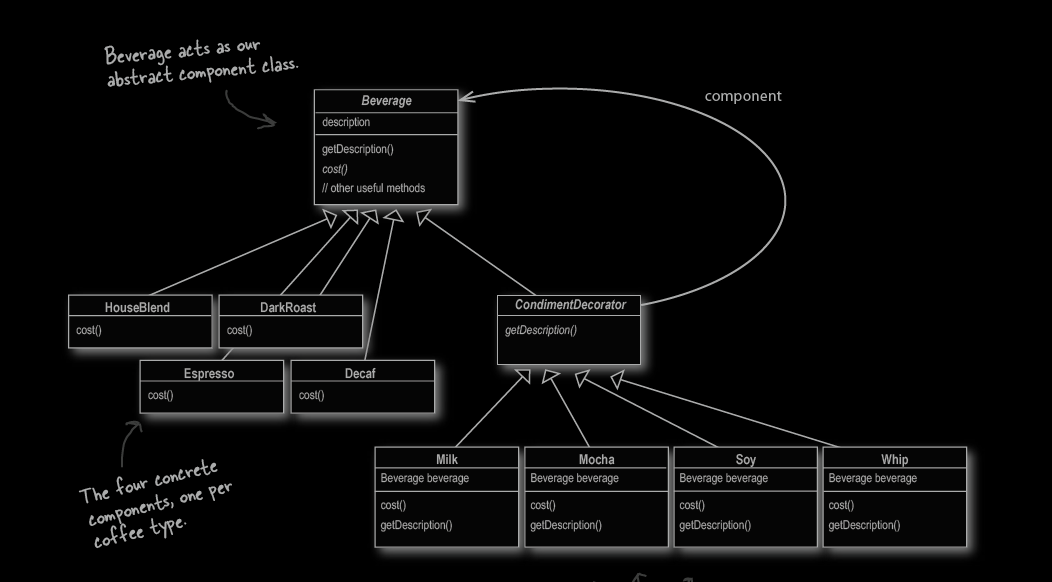 Beverage acts as our
abstract component class.
Beverage
description
getDescription()
cost()
// other useful methods
component
HouseBlend
cost()
DarkRoast
cost()
CondimentDecorator
getDescription()
Espresso
cost()
Decaf
cost()
The four concrete
components, one per
coffee type.
Milk
Beverage beverage
cost()
getDescription()
Mocha
Beverage beverage
cost()
getDescription()
Soy
Beverage beverage
cost()
getDescription()
Whip
Beverage beverage
cost()
getDescription()